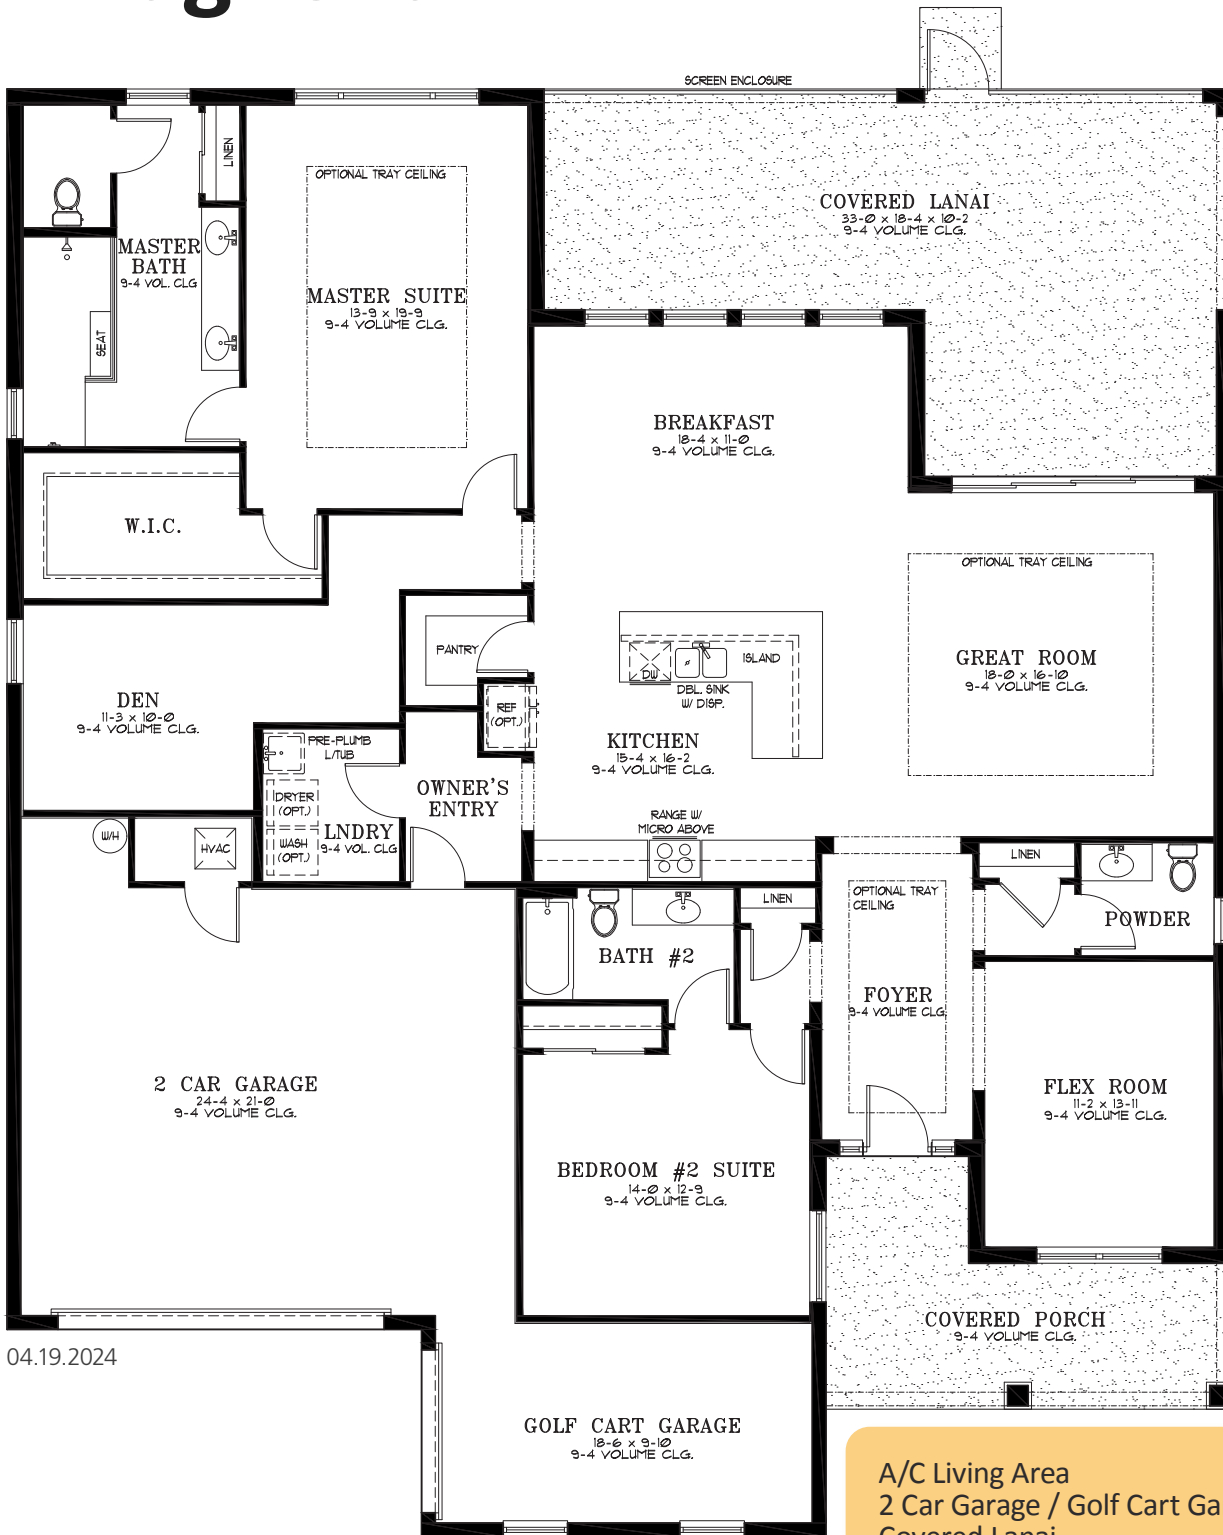 SCREEN ENCLOSURE
LINEN
OPTIONAL TRAY CEILING
COVERED LANAI
33-0 x 18-4 x 10-2
9-4 VOLUME CLG.
MASTER
BATH
9-4 VOL. CLG
MASTER SUITE
13-9 x 19-9
9-4 VOLUME CLG.
SEAT
BREAKFAST
18-4 x 11-0
9-4 VOLUME CLG.
W.I.C.
OPTIONAL TRAY CEILING
PANTRY
DW
ISLAND
DBL. SINK
W/ DISP.
GREAT ROOM
18-0 x 16-10
9-4 VOLUME CLG.
DEN
11-3 x 10-0
9-4 VOLUME CLG.
REF
(OPT.)
PRE-PLUMB
L/TUB
KITCHEN
15-4 x 16-2
9-4 VOLUME CLG.
OWNER'S
ENTRY
DRYER
(OPT.)
LNDRY
9-4 VOL. CLG
WASH
(OPT.)
W/H
HVAC
RANGE W/
MICRO ABOVE
LINEN
OPTIONAL TRAY
CEILING
LINEN
POWDER
BATH #2
FOYER
9-4 VOLUME CLG
2 CAR GARAGE
24-4 x 21-0
9-4 VOLUME CLG.
FLEX ROOM
11-2 x 13-11
9-4 VOLUME CLG.
BEDROOM #2 SUITE
14-0 x 12-9
9-4 VOLUME CLG.
COVERED PORCH
9-4 VOLUME CLG.
04.19.2024
GOLF CART GARAGE
18-6 x 9-10
9-4 VOLUME CLG.
A/C Living Area
2 Car Garage / Golf Cart Ga
Covered Lanai